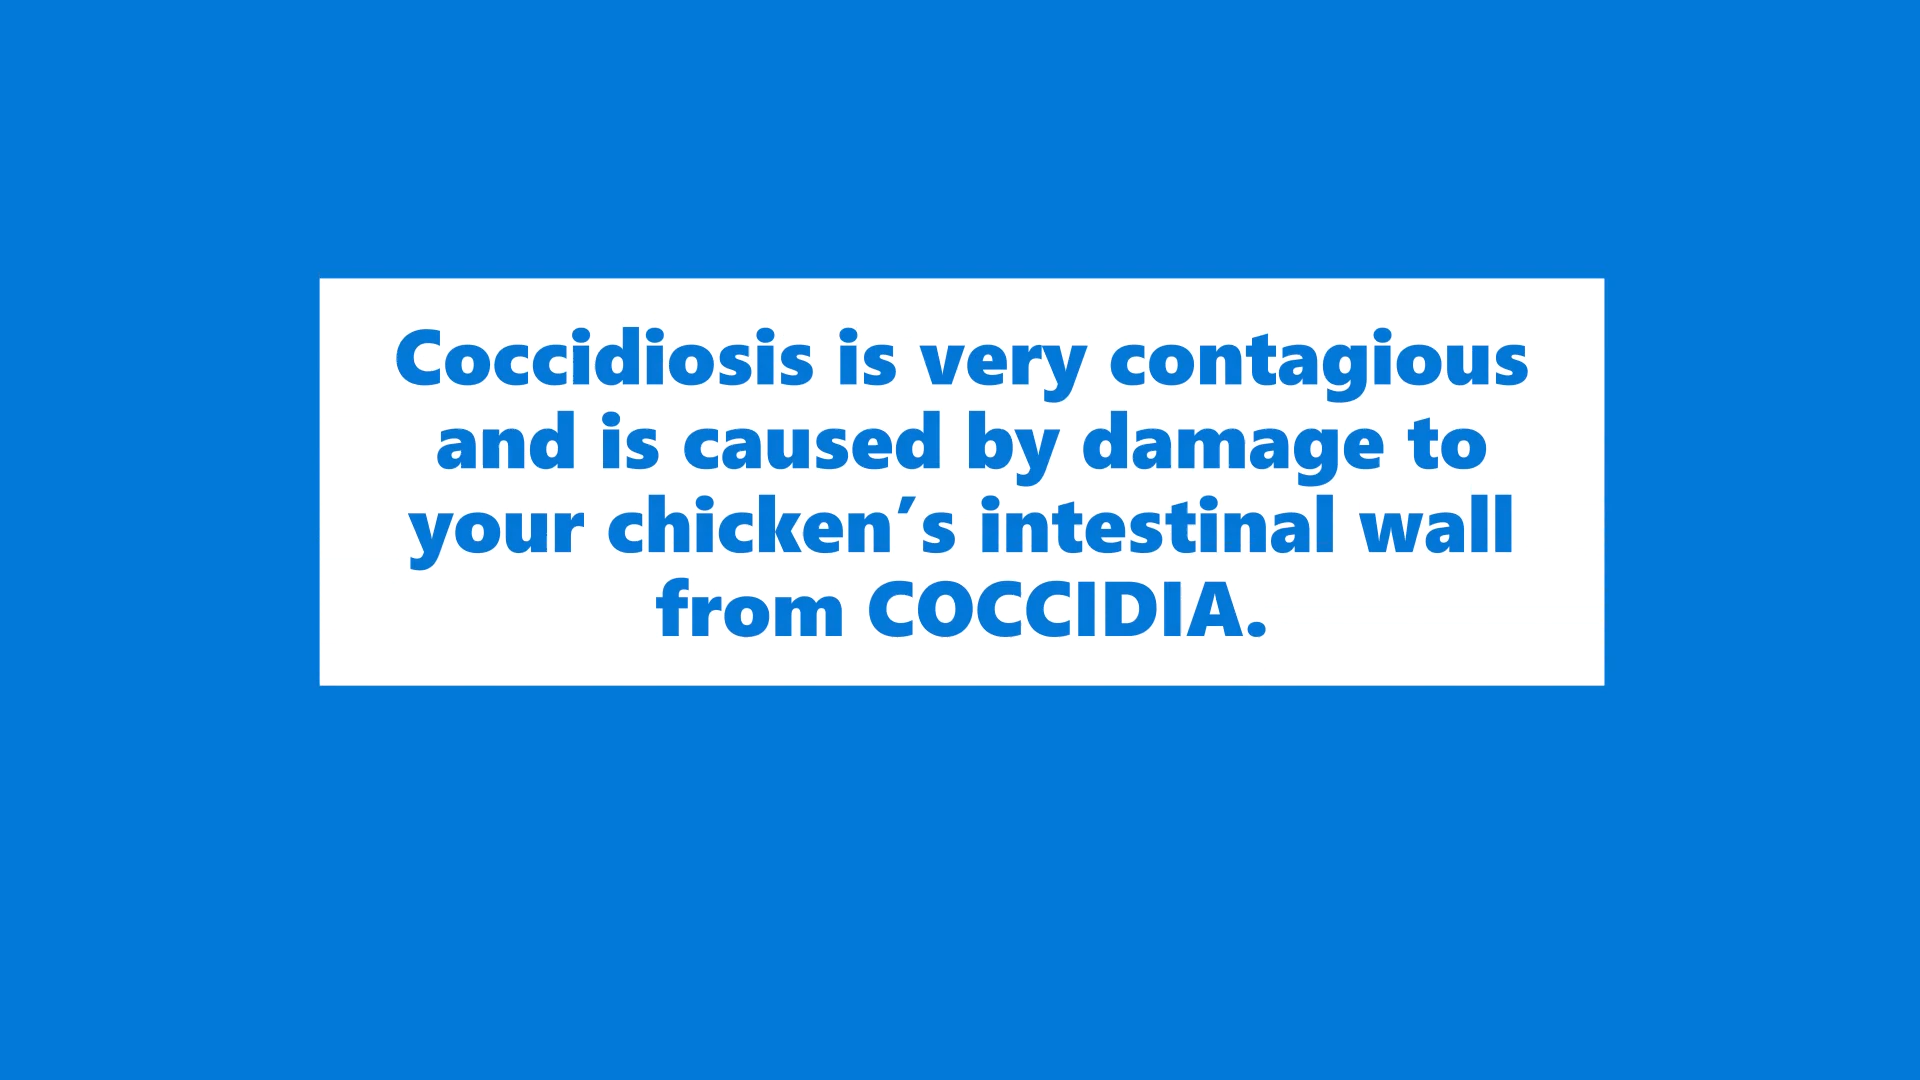 Coccidiosis is very contagious
and is caused by damage to
your chicken’s intestinal wall
from COCCIDIA.